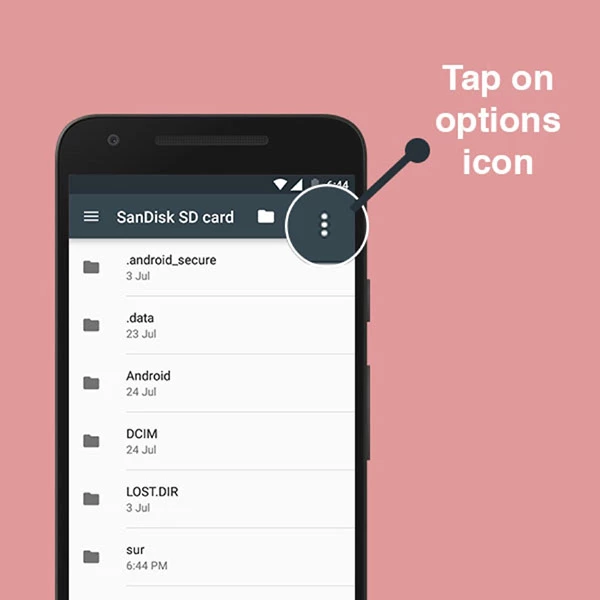 Tap on
options
icon
6:44
SanDisk SD card
.android_secure
3 Jul
.data
23 Jul
Android
24 Jul
DCIM
24 Jul
LOST.DIR
3 Jul
sur
6:44 PM